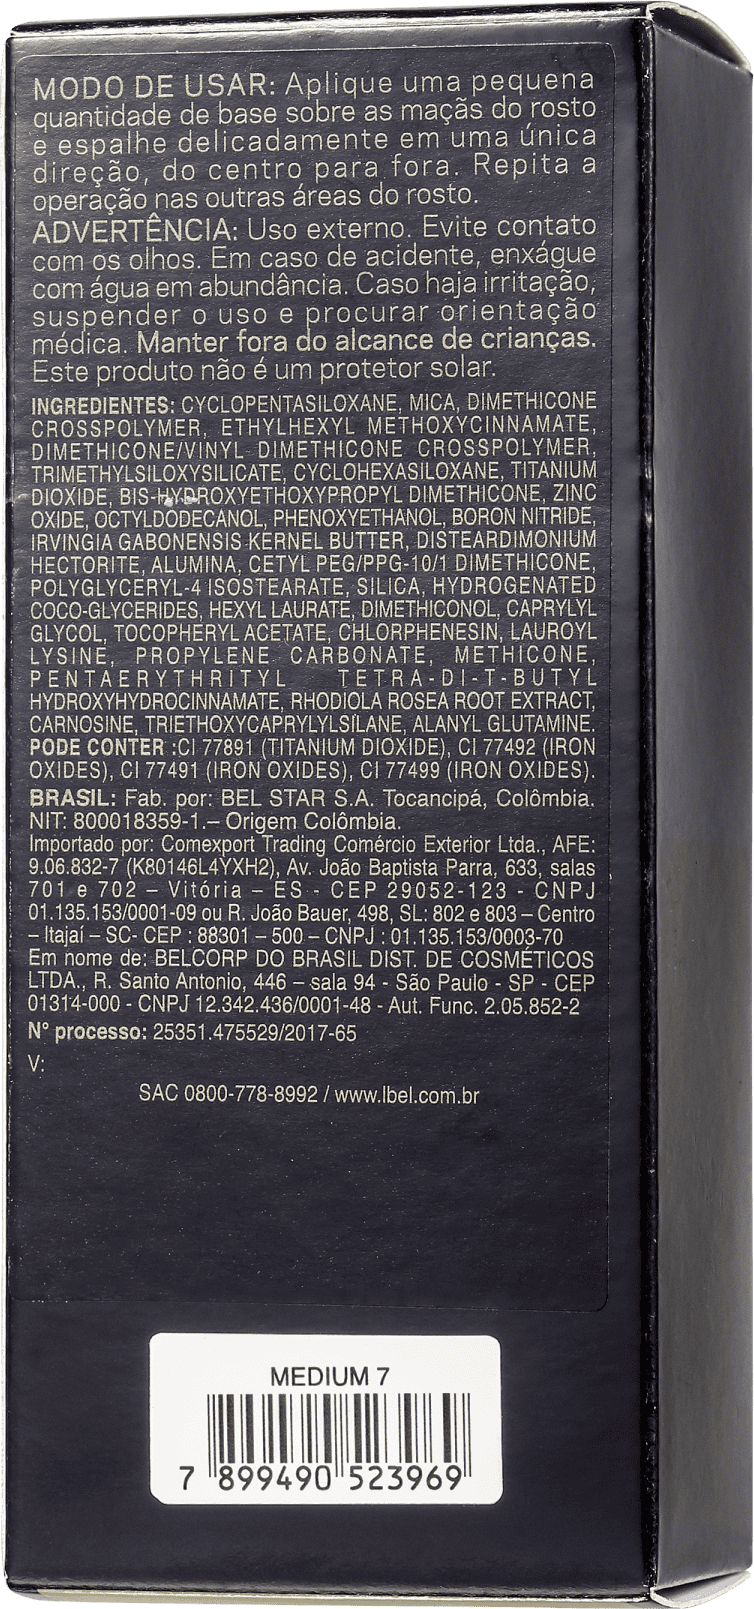 MODO DE USAR: Aplique uma pequena
quantidade de base sobre as maçãs do rosto
e espalhe delicadamente em uma única
direção, do centro para fora. Repita a
operação nas outras áreas do rosto.
ADVERTÊNCIA: Uso externo. Evite contato
com os olhos. Em caso de acidente, enxágue
com água em abundância. Caso haja irritação,
suspender o uso e procurar orientação
médica. Manter fora do alcance de crianças.
Este produto não é um protetor solar.
INGREDIENTES: CYCLOPENTASILOXANE, MICA, DIMETHICONE
CROSSPOLYMER, ETHYLHEXYL METHOXYCINNAMATE,
DIMETHICONE/VINYL DIMETHICONE CROSSPOLYMER,
TRIMETHYLSILOXYSILICATE, CYCLOHEXASILOXANE, TITANIUM
DIOXIDE, BIS-HYDROXYETHOXYPROPYL DIMETHICONE, ZINC
OXIDE, OCTYLDODECANOL, PHENOXYETHANOL, BORON NITRIDE,
IRVINGIA GABONENSIS KERNEL BUTTER, DISTEARDIMONIUM
HECTORITE, ALUMINA, CETYL PEG/PPG-10/1 DIMETHICONE,
POLYGLYCERYL-4 ISOSTEARATE, SILICA, HYDROGENATED
COCO-GLYCERIDES, HEXYL LAURATE, DIMETHICONOL, CAPRYLYL
GLYCOL, TOCOPHERYL ACETATE, CHLORPHENESIN, LAUROYL
LYSINE, PROPYLENE CARBONATE, METHICONE,
PENTAERYTHRITYL TETRA-DI-T-BUTYL
HYDROXYHYDROCINNAMATE, RHODIOLA ROSEA ROOT EXTRACT,
CARNOSINE, TRIETHOXYCAPRYLYLSILANE, ALANYL GLUTAMINE.
PODE CONTER :CI 77891 (TITANIUM DIOXIDE), CI 77492 (IRON
OXIDES), CI 77491 (IRON OXIDES), CI 77499 (IRON OXIDES).
BRASIL: Fab. por: BEL STAR S.A. Tocancipá, Colômbia.
NIT: 800018359-1.– Origem Colômbia.
Importado por: Comexport Trading Comércio Exterior Ltda., AFE:
9.06.832-7 (K80146L4YXH2), Av. João Baptista Parra, 633, salas
701 e 702 – Vitória – ES - CEP 29052-123 - CNPJ
01.135.153/0001-09 ou R. João Bauer, 498, SL: 802 e 803 – Centro
– Itajaí – SC- CEP : 88301 – 500 – CNPJ : 01.135.153/0003-70
Em nome de: BELCORP DO BRASIL DIST. DE COSMÉTICOS
LTDA., R. Santo Antonio, 446 – sala 94 - São Paulo - SP - CEP
01314-000 - CNPJ 12.342.436/0001-48 - Aut. Func. 2.05.852-2
N° processo: 25351.475529/2017-65
V:
SAC 0800-778-8992 / www.lbel.com.br
MEDIUM 7
7 899490 523969